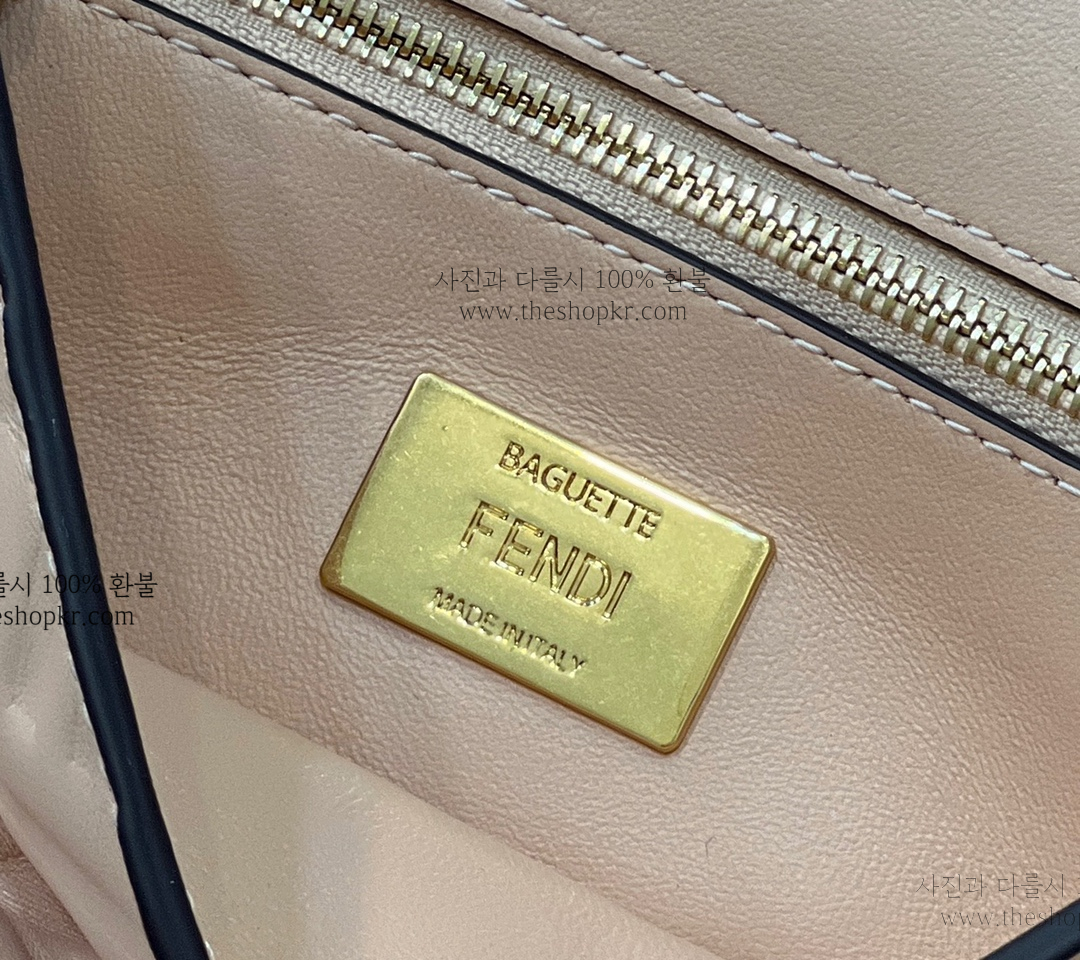 사진과 다를시 100% 환불
www.theshopkr.com
BAGUETTE
FENDI
MADE IN ITALY
를시 100% 환불
eshopkr.com
사진과 다를시
www.thesho